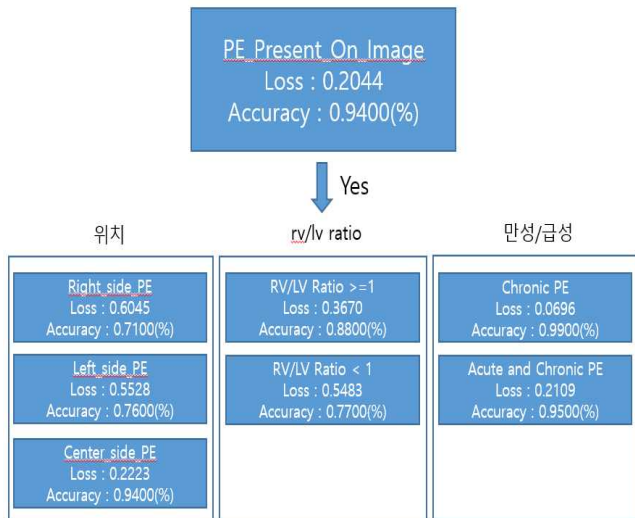 PE_Present_On_Image
Loss : 0.2044
Accuracy : 0.9400(%)
Yes
위치
Right_side_PE
Loss : 0.6045
Accuracy : 0.7100(%)
Left_side_PE
Loss : 0.5528
Accuracy : 0.7600(%)
Center_side_PE
Loss : 0.2223
Accuracy : 0.9400(%)
rv/lv ratio
RV/LV Ratio >=1
Loss : 0.3670
Accuracy : 0.8800(%)
RV/LV Ratio < 1
Loss : 0.5483
Accuracy : 0.7700(%)
만성/급성
Chronic PE
Loss : 0.0696
Accuracy : 0.9900(%)
Acute and Chronic PE
Loss : 0.2109
Accuracy : 0.9500(%)